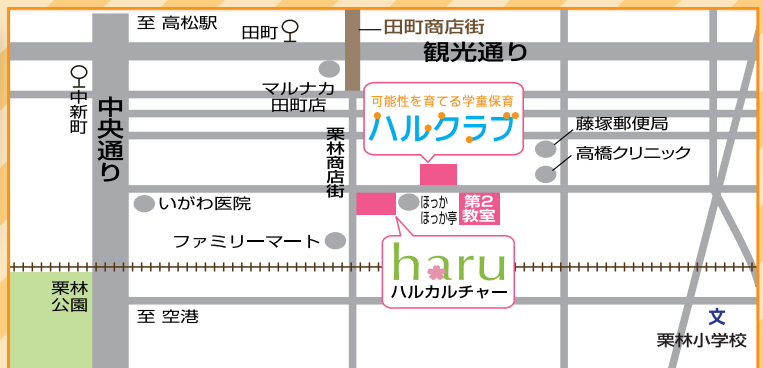 至 高松駅
田町
田町商店街
観光通り
マルナカ
田町店
中新町
中央通り
可能性を育てる学童保育
ハルクラブ
栗林商店街
藤塚郵便局
高橋クリニック
いがわ医院
ほっか
ほっか亭
第2
教室
ファミリーマート
haru
ハルカルチャー
栗林
公園
至 空港
文
栗林小学校